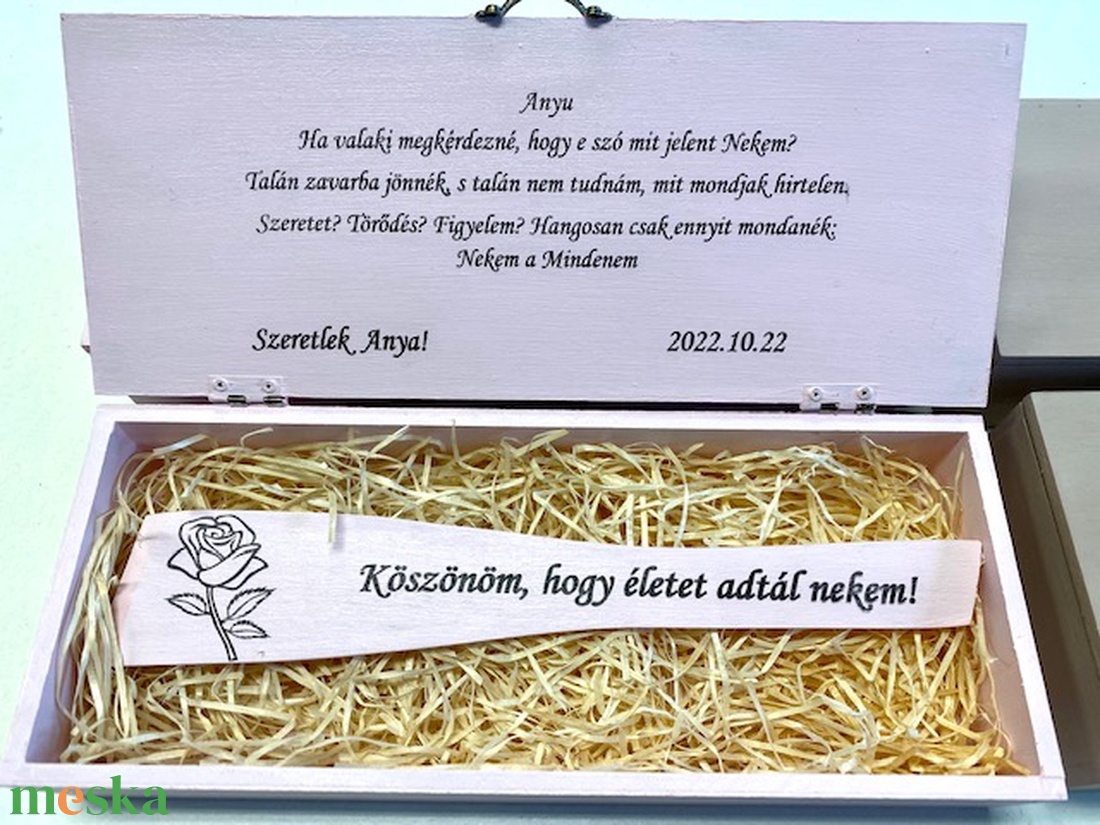 Anyu
Ha valaki megkérdezné, hogy e szó mit jelent Nekem?
Talán zavarba jönnék, s talán nem tudnám, mit mondjak hirtelen.
Szeretet? Törődés? Figyelem? Hangosan csak ennyit mondanék:
Nekem a Mindenem
Szeretlek Anya! 2022.10.22
Köszönöm, hogy életet adtál nekem!
meska